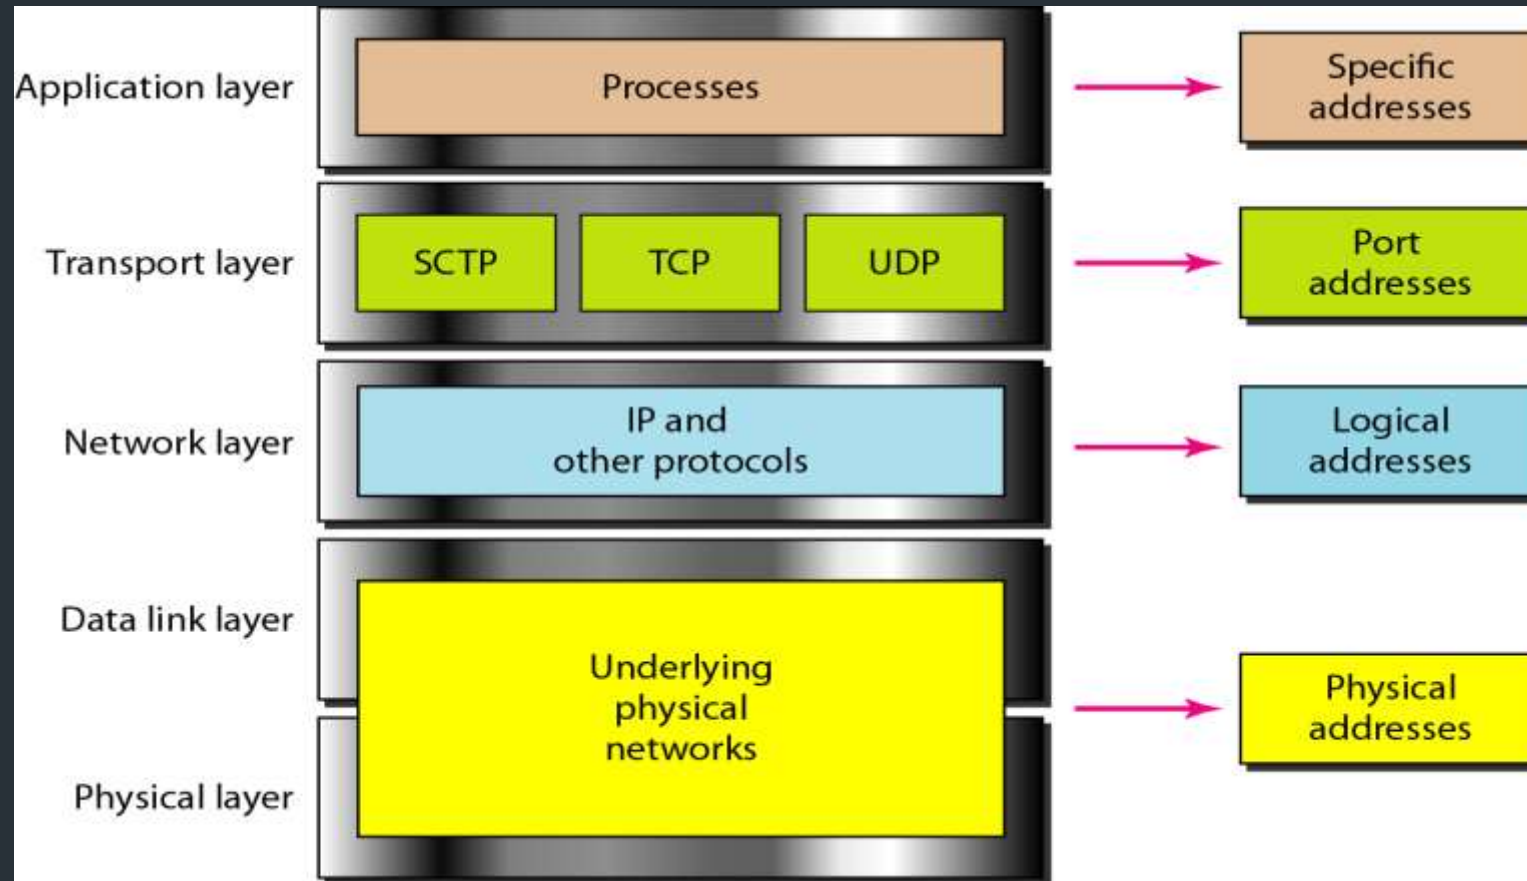 Application layer
Processes
Specific
addresses
Transport layer
SCTP
TCP
UDP
Port
addresses
Network layer
IP and
other protocols
Logical
addresses
Data link layer
Underlying
physical
networks
Physical
addresses
Physical layer